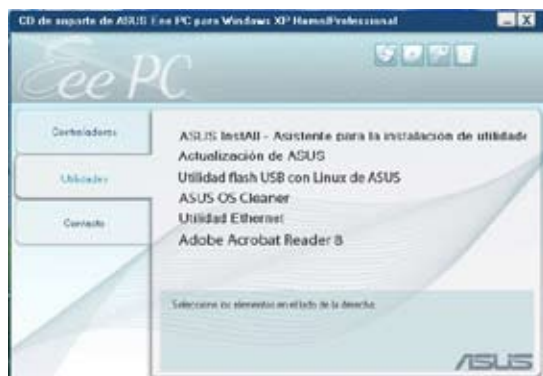 CD de soporte de ASUS Eee PC para Windows XP Home/Professional
Eee PC
Controladores
Utilidades
Contacto
ASUS InstAll - Asistente para la instalación de utilidade
Actualización de ASUS
Utilidad flash USB con Linux de ASUS
ASUS OS Cleaner
Utilidad Ethernet
Adobe Acrobat Reader 8
Seleccione los elementos en el lado de la derecha
ASUS